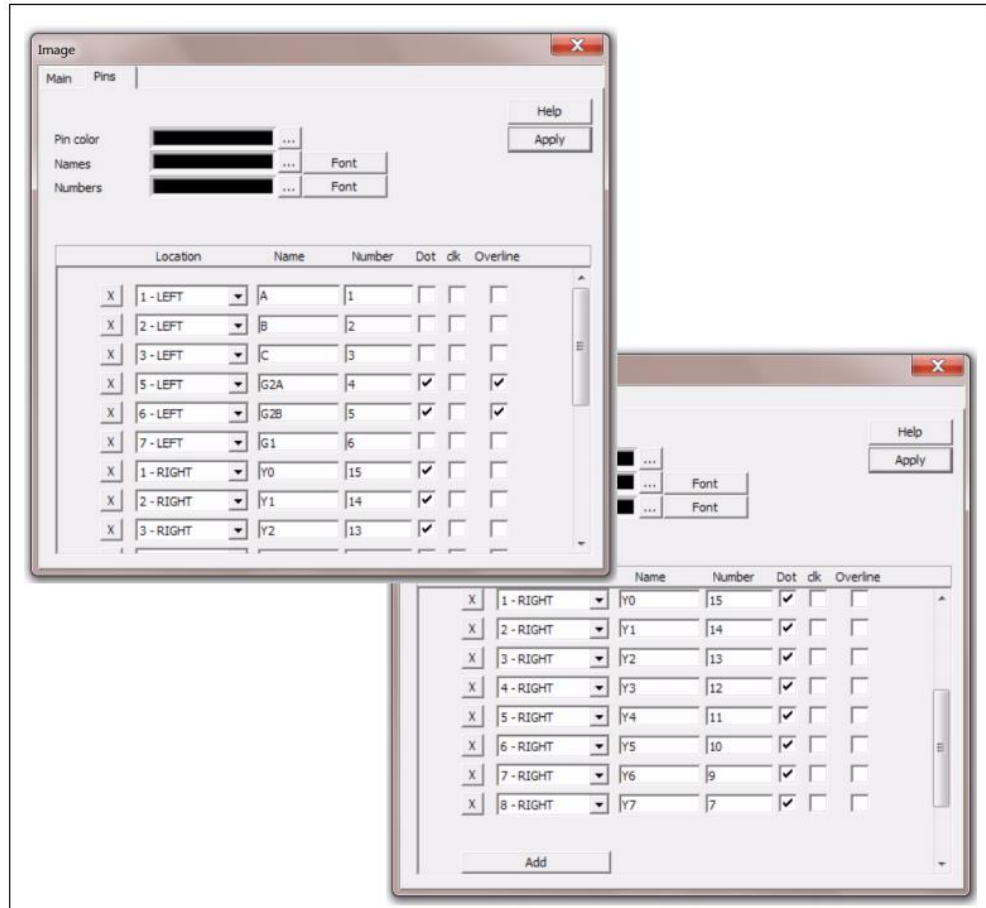 Image
Main Pins
Help
Pin color ... Apply
Names ... Font
Numbers ... Font
Location Name Number Dot clk Overline
X 1 - LEFT A 1
X 2 - LEFT B 2
X 3 - LEFT C 3
X 5 - LEFT G2A 4
X 6 - LEFT G2B 5
X 7 - LEFT G1 6
X 1 - RIGHT Y0 15
X 2 - RIGHT Y1 14
X 3 - RIGHT Y2 13
Help
... Apply
... Font
... Font
Name Number Dot clk Overline
X 1 - RIGHT Y0 15
X 2 - RIGHT Y1 14
X 3 - RIGHT Y2 13
X 4 - RIGHT Y3 12
X 5 - RIGHT Y4 11
X 6 - RIGHT Y5 10
X 7 - RIGHT Y6 9
X 8 - RIGHT Y7 7
Add